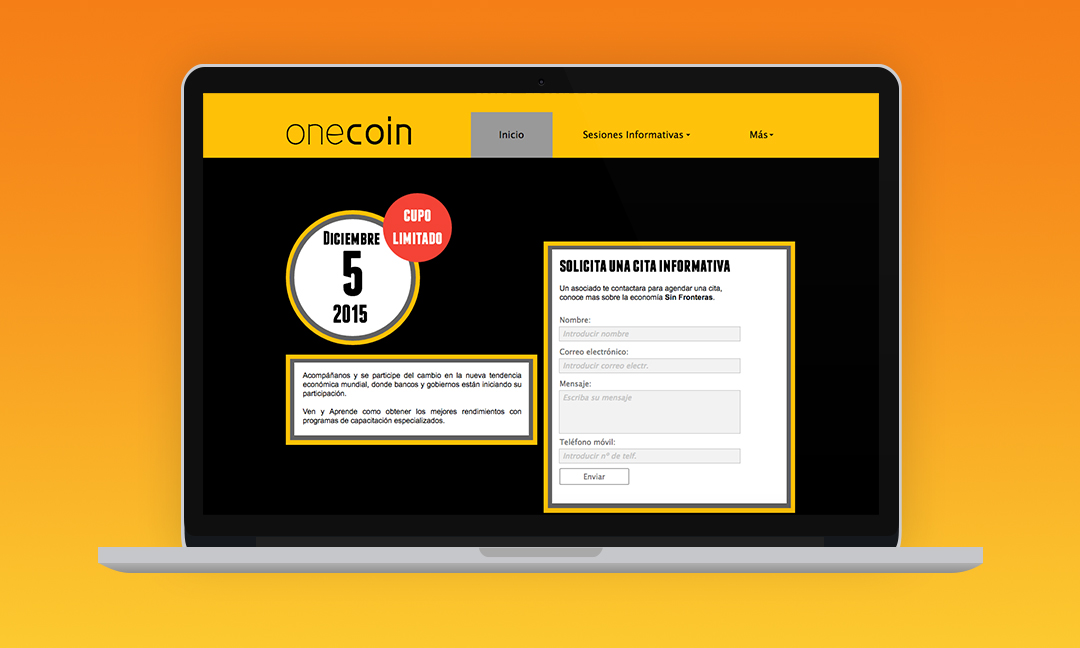 onecoin
Inicio
Sesiones Informativas
Más
CUPO
LIMITADO
Diciembre
5
2015
Acompáñanos y se participe del cambio en la nueva tendencia
económica mundial, donde bancos y gobiernos están iniciando su
participación.
Ven y Aprende como obtener los mejores rendimientos con
programas de capacitación especializados.
SOLICITA UNA CITA INFORMATIVA
Un asociado te contactara para agendar una cita,
conoce mas sobre la economía Sin Fronteras.
Nombre:
Introducir nombre
Correo electrónico:
Introducir correo electr.
Mensaje:
Escriba su mensaje
Teléfono móvil:
Introducir nº de telf.
Enviar